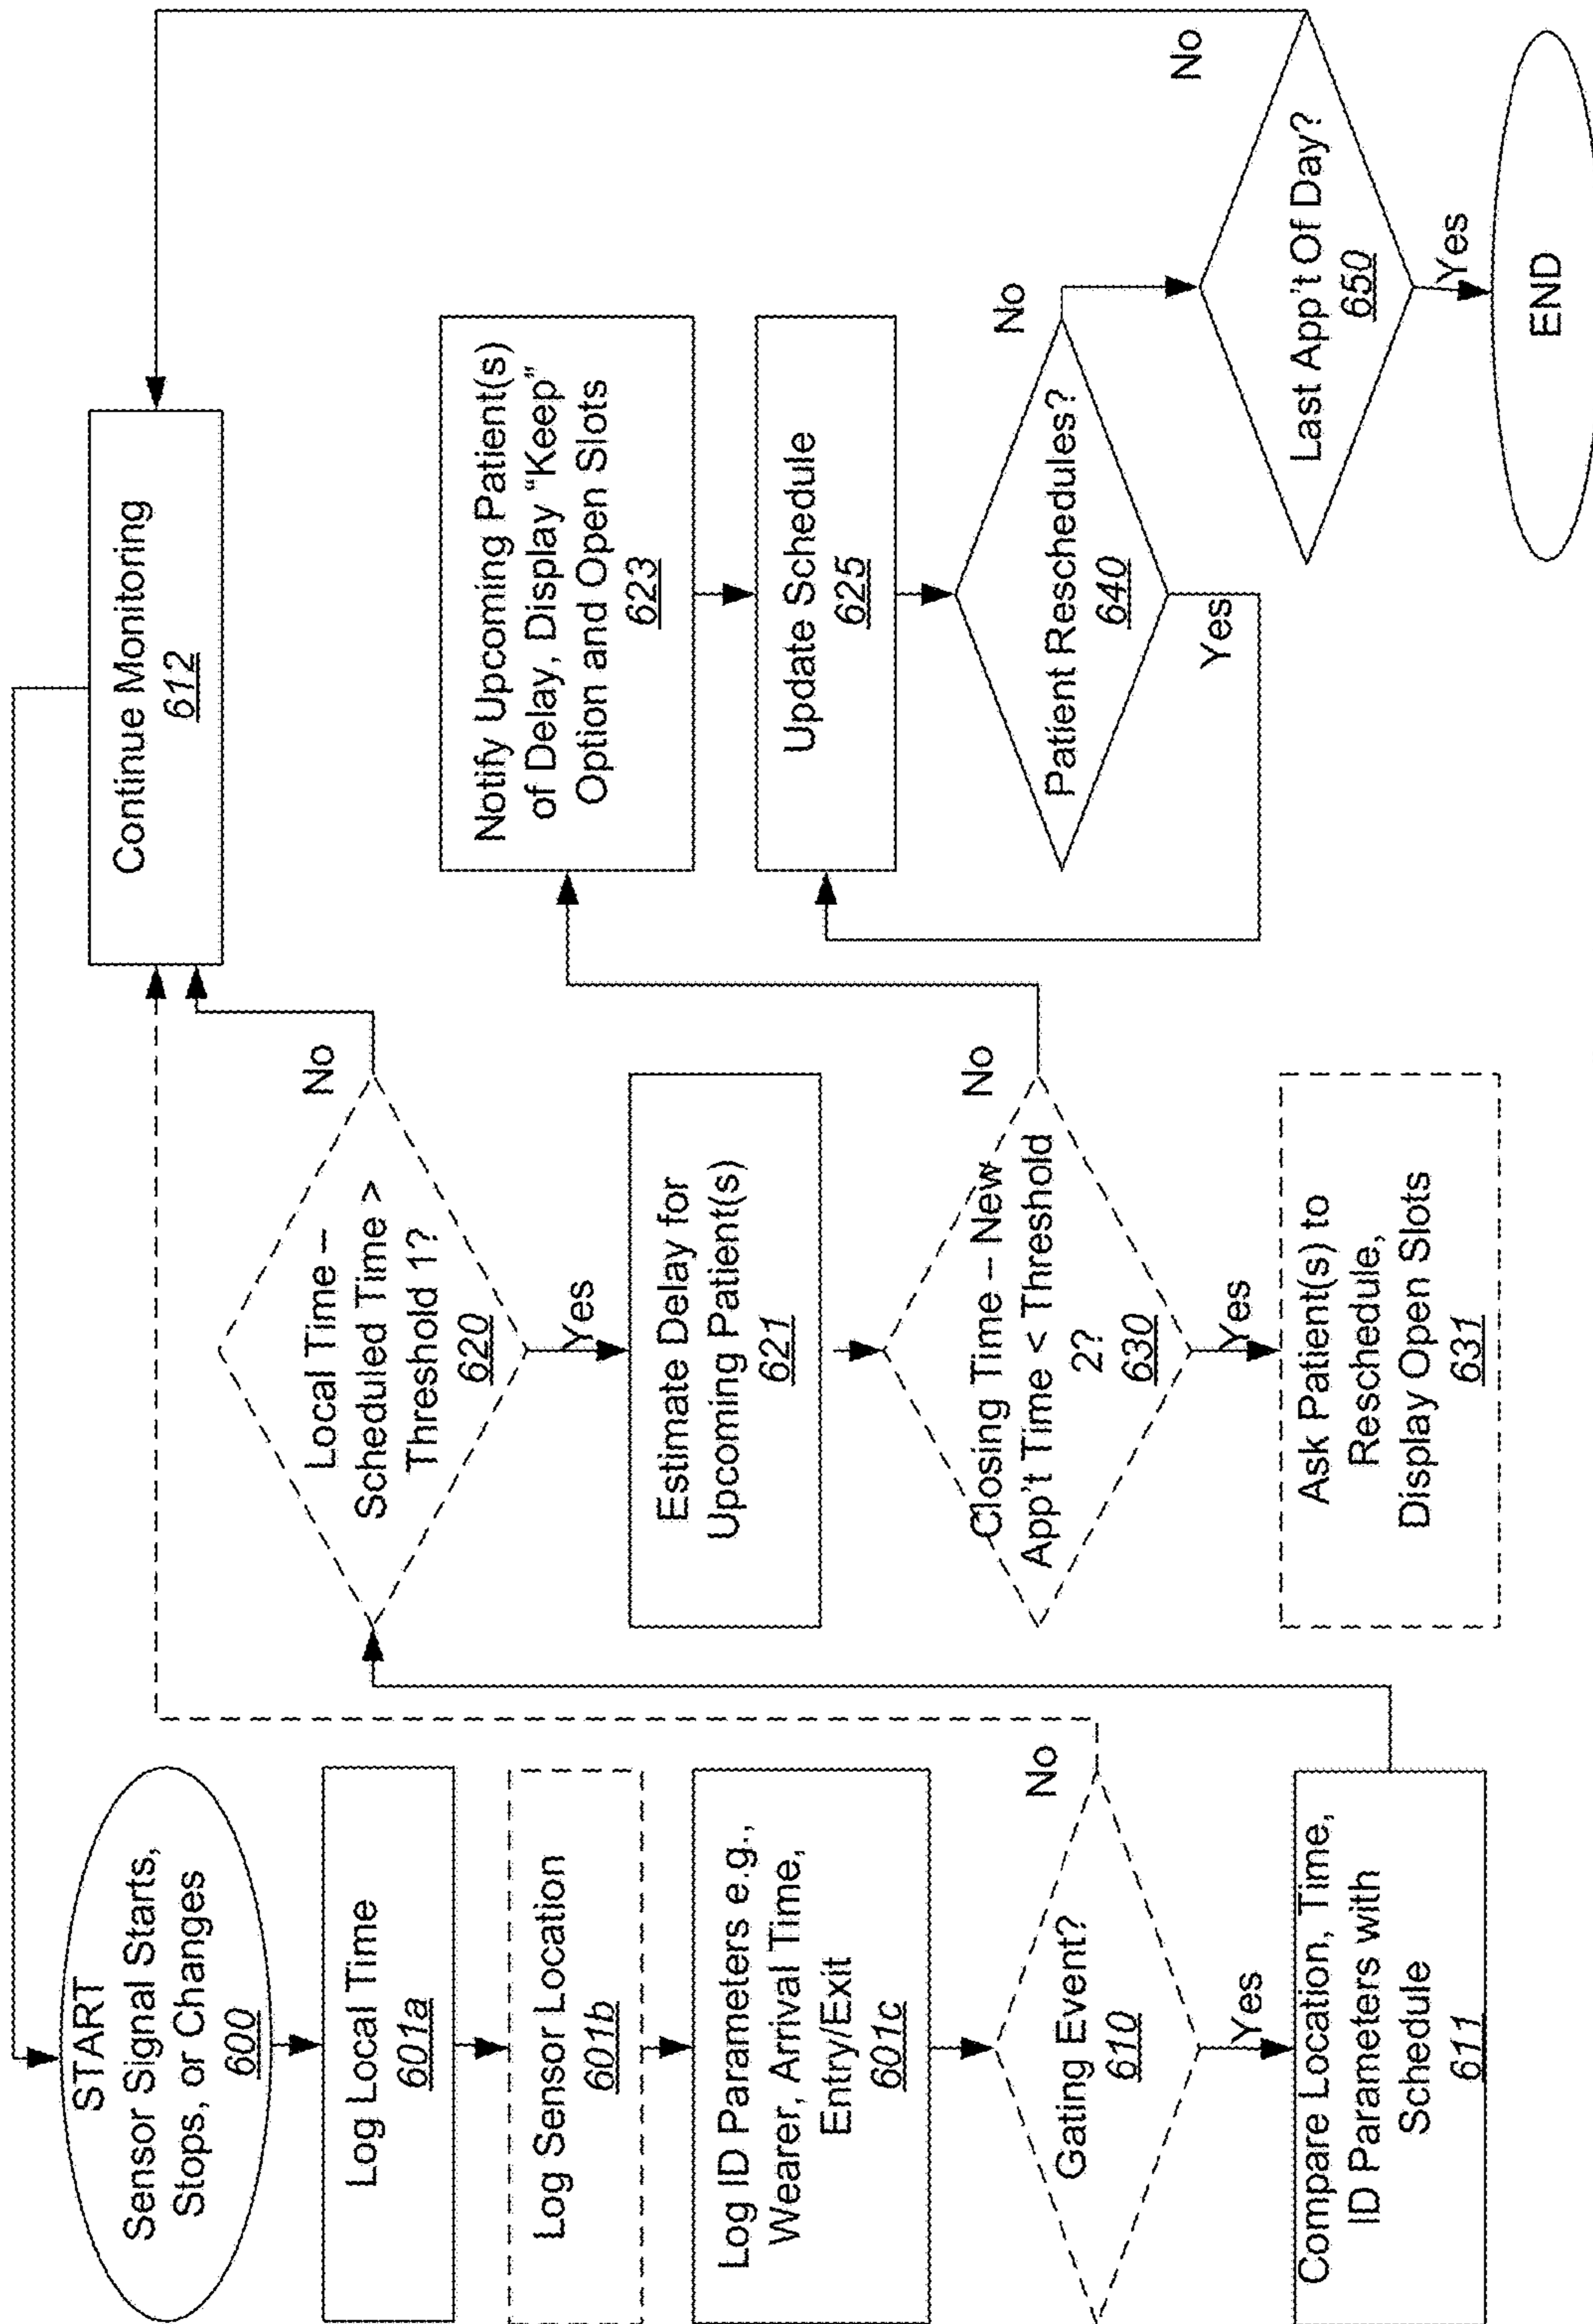 START
Sensor Signal Starts,
Stops, or Changes
600
Log Local Time
601a
Log Sensor Location
601b
Log ID Parameters e.g.,
Wearer, Arrival Time,
Entry/Exit
601c
Gating Event?
610
No
Yes
Compare Location, Time,
ID Parameters with
Schedule
611
Local Time –
Scheduled Time >
Threshold 1?
620
No
Yes
Estimate Delay for
Upcoming Patient(s)
621
Closing Time – New
App't Time < Threshold
2?
630
No
Yes
Ask Patient(s) to
Reschedule,
Display Open Slots
631
Continue Monitoring
612
Notify Upcoming Patient(s)
of Delay, Display “Keep”
Option and Open Slots
623
Update Schedule
625
Patient Reschedules?
640
No
Yes
Last App't Of Day?
650
No
Yes
END